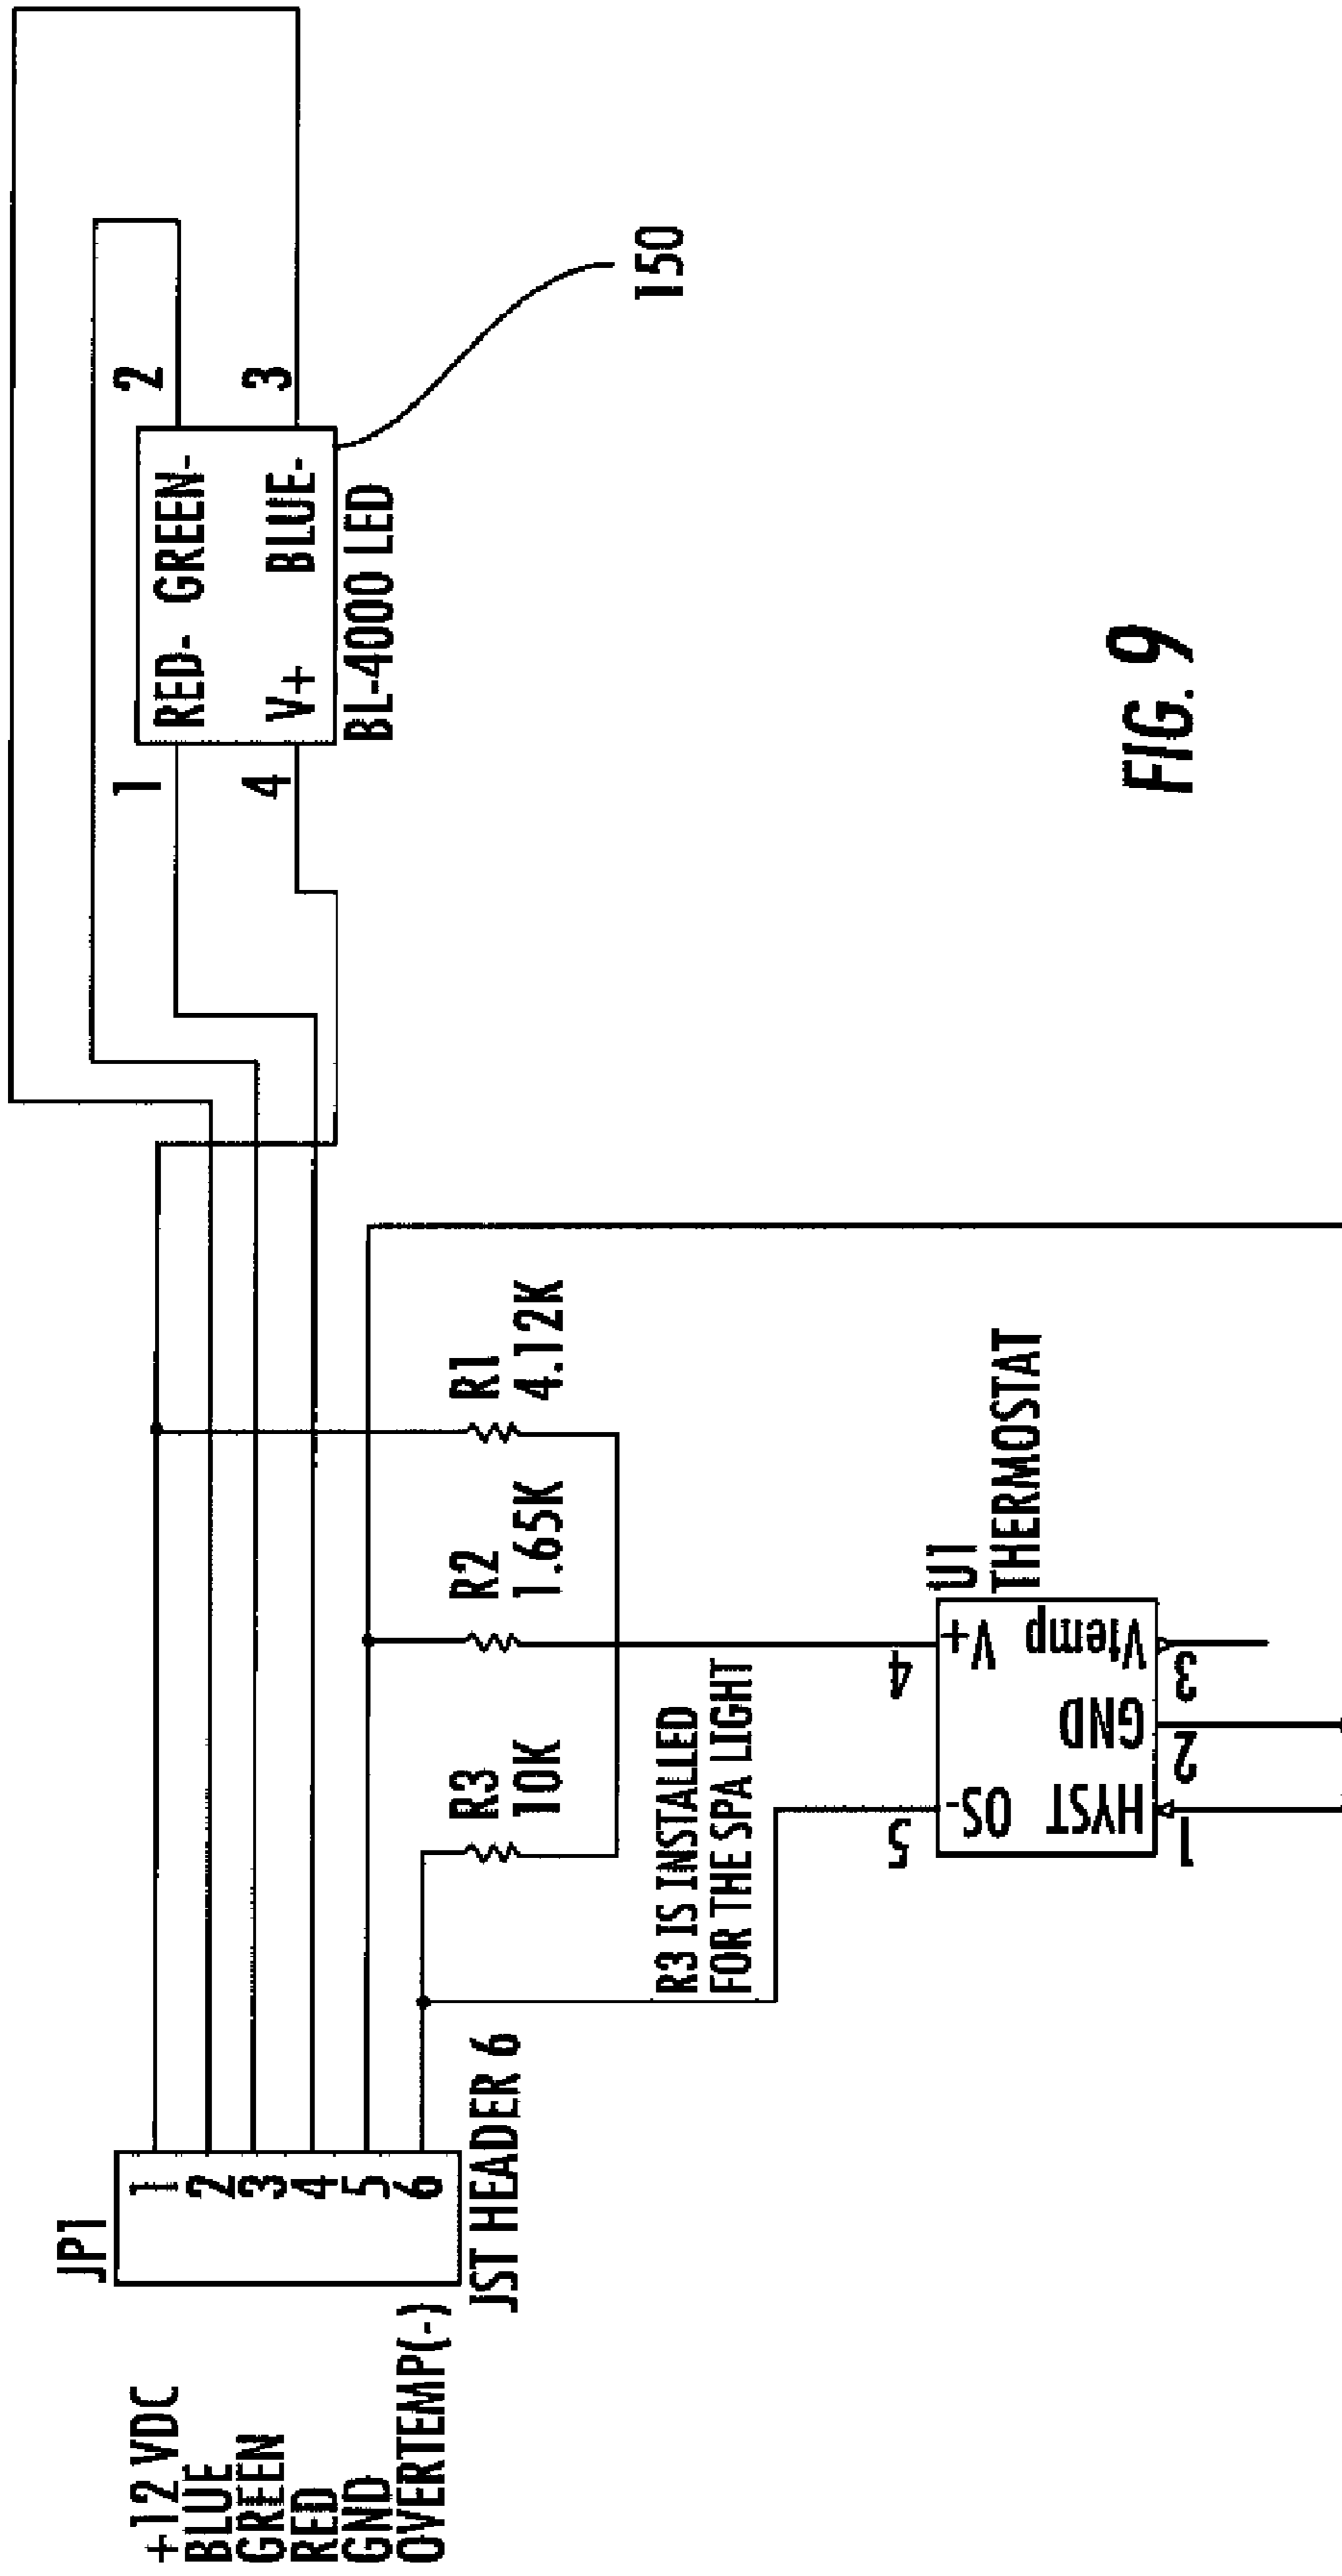 JP1
+12 VDC
BLUE
GREEN
RED
GND
OVERTEMP(-)
1
2
3
4
5
6
JST HEADER 6
1
2
RED- GREEN-
V+ BLUE-
4
3
BL-4000 LED
150
R3
10K
R2
1.65K
R1
4.12K
R3 IS INSTALLED
FOR THE SPA LIGHT
U1
THERMOSTAT
5
4
OS-
V+
HYST
GND
Vtemp
1
2
3
FIG. 9